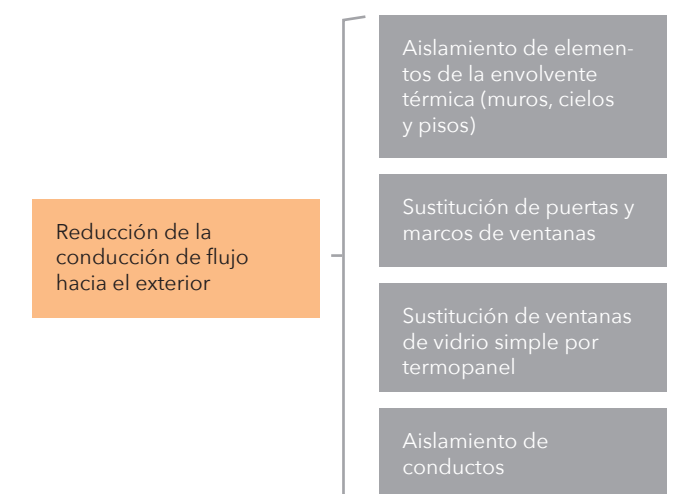 Aislamiento de elemen-
tos de la envolvente
térmica (muros, cielos
y pisos)
Reducción de la
conducción de flujo
hacia el exterior
Sustitución de puertas y
marcos de ventanas
Sustitución de ventanas
de vidrio simple por
termopanel
Aislamiento de
conductos